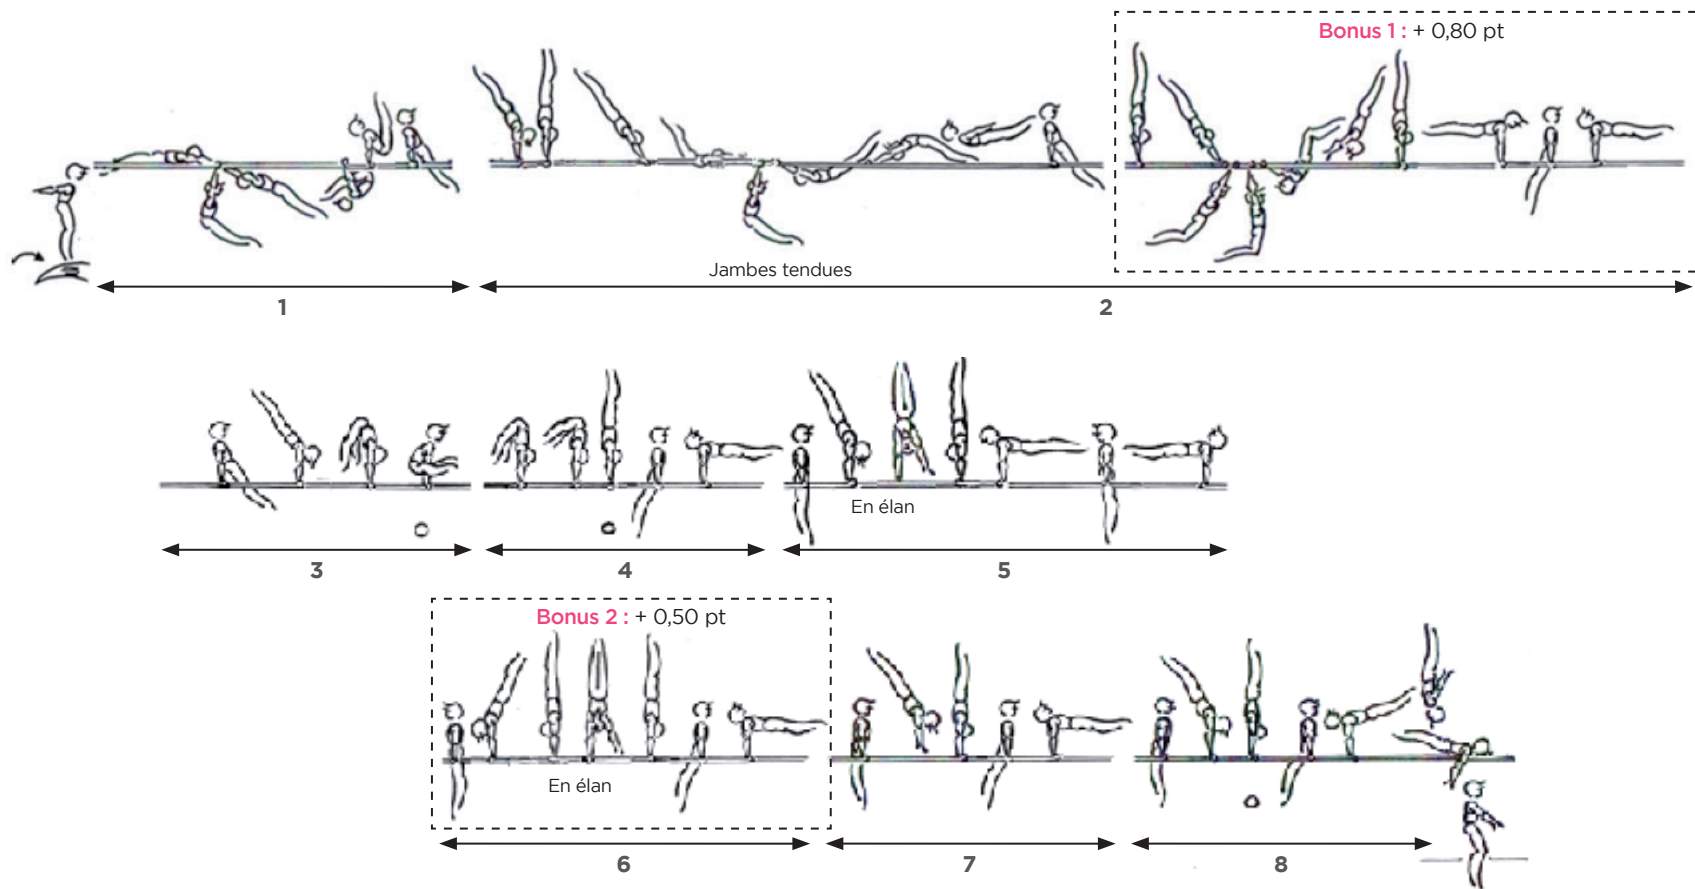 Bonus 1 : + 0,80 pt
Jambes tendues
1
2
En élan
3
4
5
Bonus 2 : + 0,50 pt
En élan
6
7
8